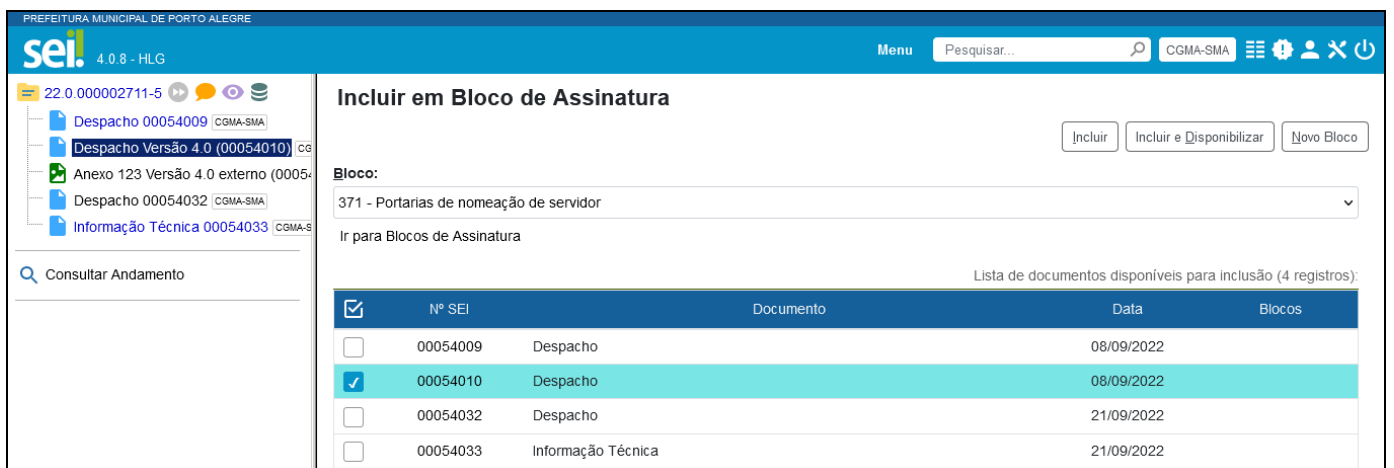 PREFEITURA MUNICIPAL DE PORTO ALEGRE
sei! 4.0.8 - HLG
Menu Pesquisar... CGMA-SMA
22.0.000002711-5
Despacho 00054009 CGMA-SMA
Despacho Versão 4.0 (00054010) CG
Anexo 123 Versão 4.0 externo (00054
Despacho 00054032 CGMA-SMA
Informação Técnica 00054033 CGMA-S
Consultar Andamento
Incluir em Bloco de Assinatura
Incluir Incluir e Disponibilizar Novo Bloco
Bloco:
371 - Portarias de nomeação de servidor
Ir para Blocos de Assinatura
Lista de documentos disponíveis para inclusão (4 registros):
Nº SEI Documento Data Blocos
00054009 Despacho 08/09/2022
00054010 Despacho 08/09/2022
00054032 Despacho 21/09/2022
00054033 Informação Técnica 21/09/2022